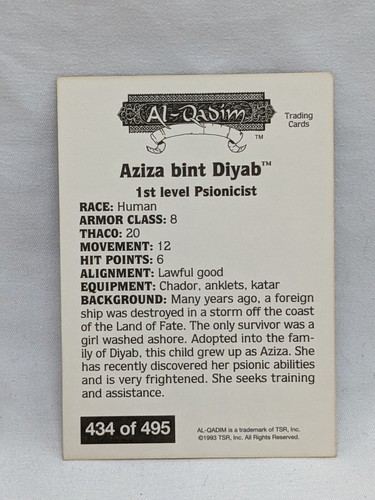 AL-QADIM
Trading
Cards
TM
Aziza bint Diyab™
1st level Psionicist
RACE: Human
ARMOR CLASS: 8
THACO: 20
MOVEMENT: 12
HIT POINTS: 6
ALIGNMENT: Lawful good
EQUIPMENT: Chador, anklets, katar
BACKGROUND: Many years ago, a foreign
ship was destroyed in a storm off the coast
of the Land of Fate. The only survivor was a
girl washed ashore. Adopted into the fam-
ily of Diyab, this child grew up as Aziza. She
has recently discovered her psionic abilities
and is very frightened. She seeks training
and assistance.
434 of 495
AL-QADIM is a trademark of TSR, Inc.
©1993 TSR, Inc. All Rights Reserved.